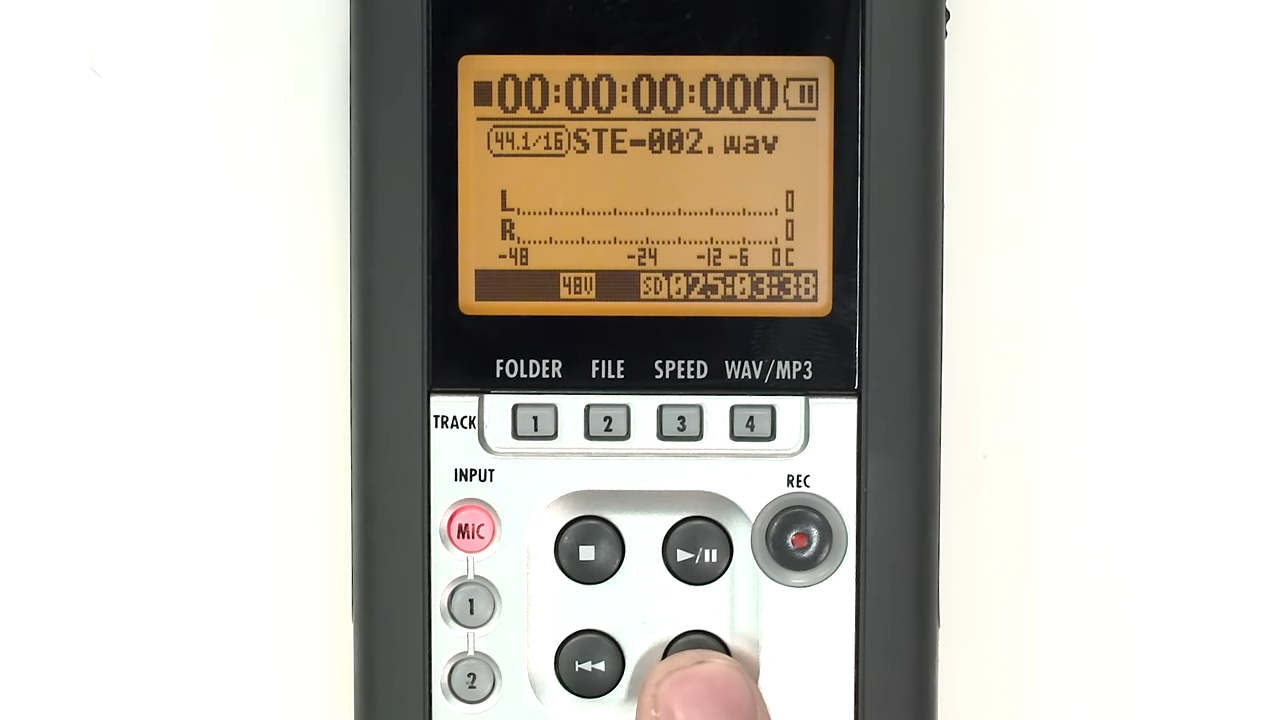 00:00:00:000
44.1/16 STE-002.wav
L 0
R 0
-48 -24 -12 -6 0
48V SD 025:03:38
FOLDER FILE SPEED WAV/MP3
TRACK 1 2 3 4
INPUT REC
MIC
1
2